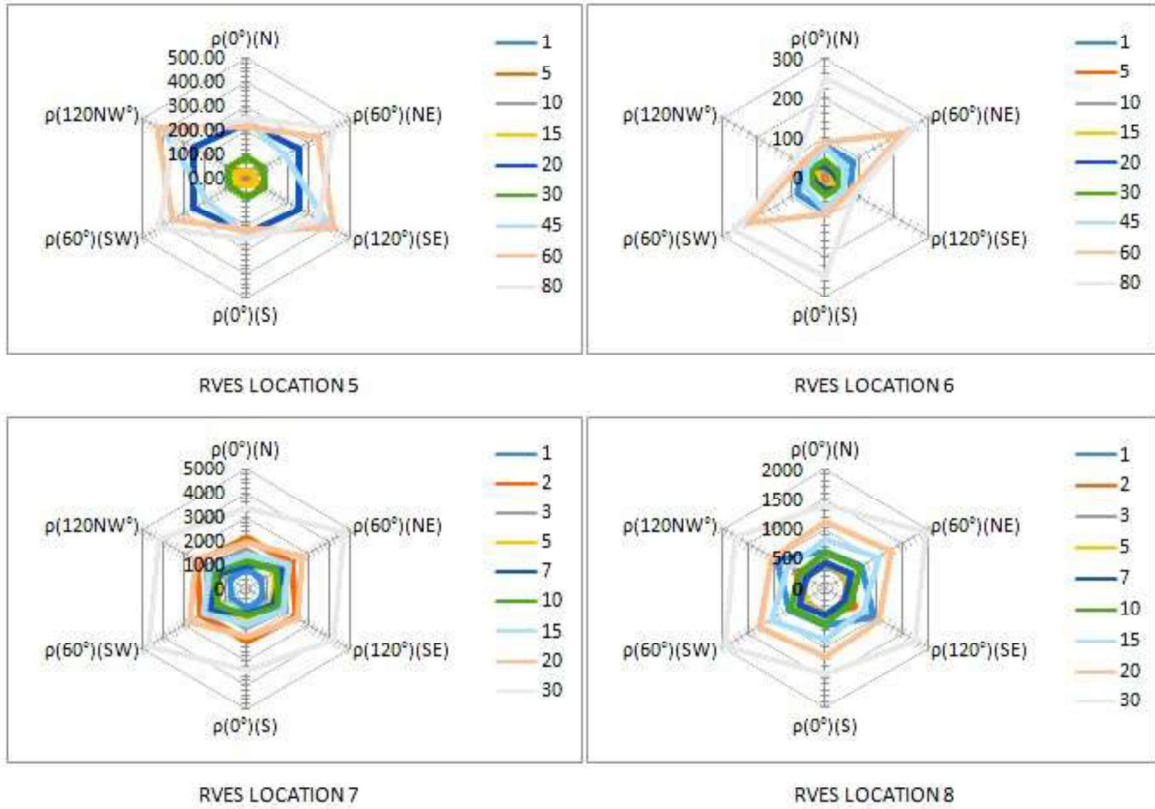 ρ(0°)(N)
500.00
400.00
300.00
200.00
100.00
0.00
ρ(60°)(NE)
ρ(120°)(SE)
ρ(0°)(S)
ρ(60°)(SW)
ρ(120NW°)
1
5
10
15
20
30
45
60
80
RVES LOCATION 5
ρ(0°)(N)
300
200
100
0
ρ(60°)(NE)
ρ(120°)(SE)
ρ(0°)(S)
ρ(60°)(SW)
ρ(120NW°)
1
5
10
15
20
30
45
60
80
RVES LOCATION 6
ρ(0°)(N)
5000
4000
3000
2000
1000
0
ρ(60°)(NE)
ρ(120°)(SE)
ρ(0°)(S)
ρ(60°)(SW)
ρ(120NW°)
1
2
3
5
7
10
15
20
30
RVES LOCATION 7
ρ(0°)(N)
2000
1500
1000
500
0
ρ(60°)(NE)
ρ(120°)(SE)
ρ(0°)(S)
ρ(60°)(SW)
ρ(120NW°)
1
2
3
5
7
10
15
20
30
RVES LOCATION 8